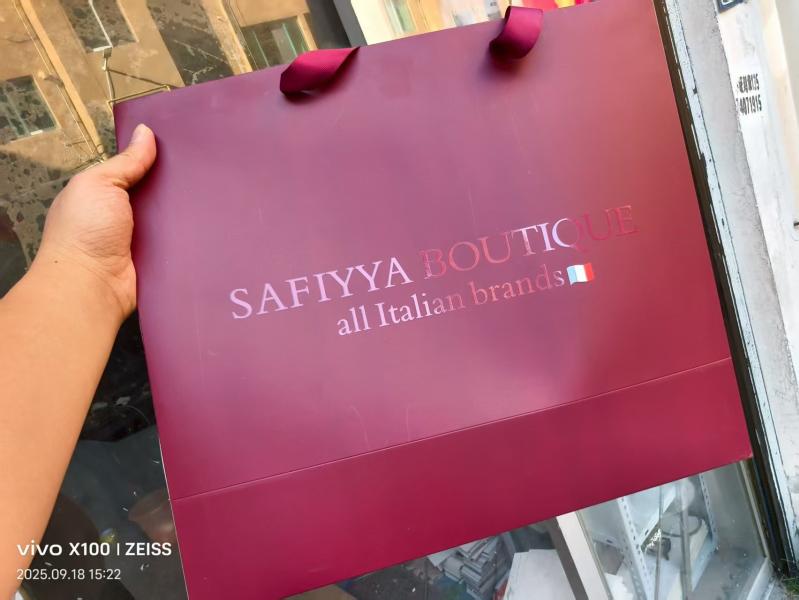 SAFIYYA BOUTIQUE
all Italian brands
vivo X100 | ZEISS
2025.09.18 15:22